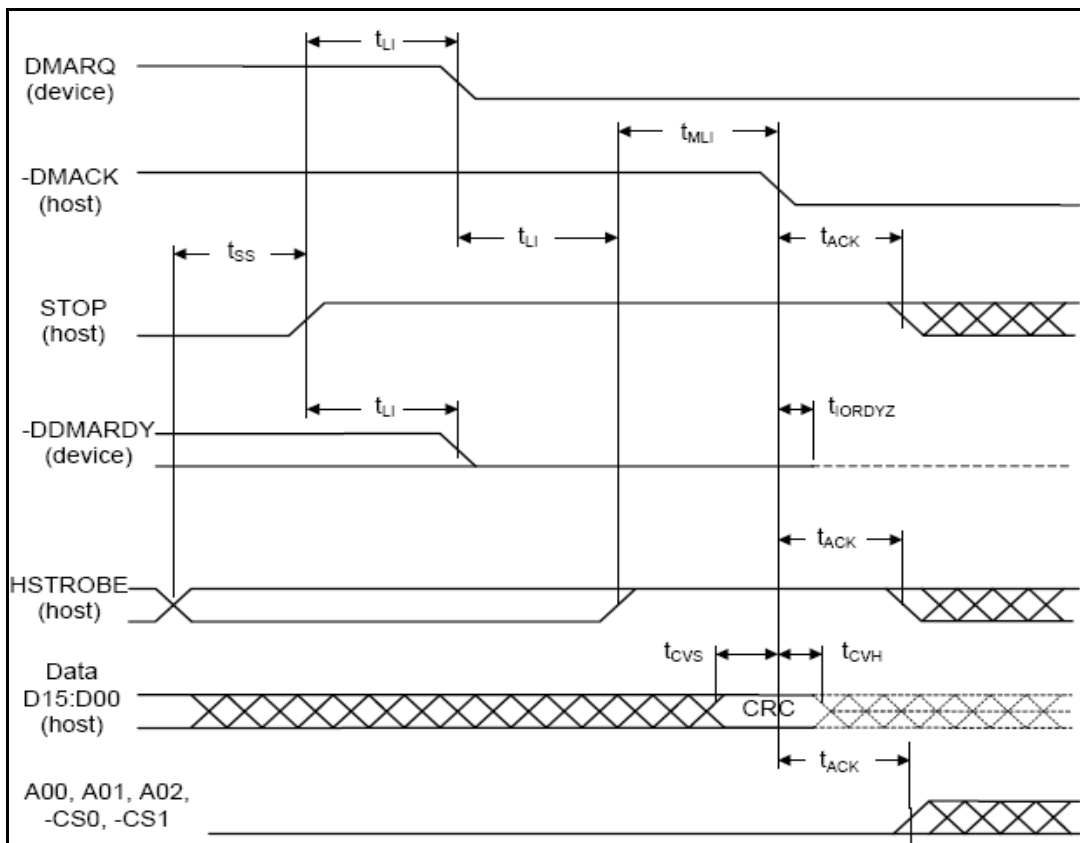 tLI
DMARQ
(device)
tMLI
-DMACK
(host)
tLI
tACK
tSS
STOP
(host)
tLI
tIORDYZ
-DDMARDY
(device)
tACK
HSTROBE
(host)
tCVS
tCVH
Data
D15:D00
(host)
CRC
tACK
A00, A01, A02,
-CS0, -CS1